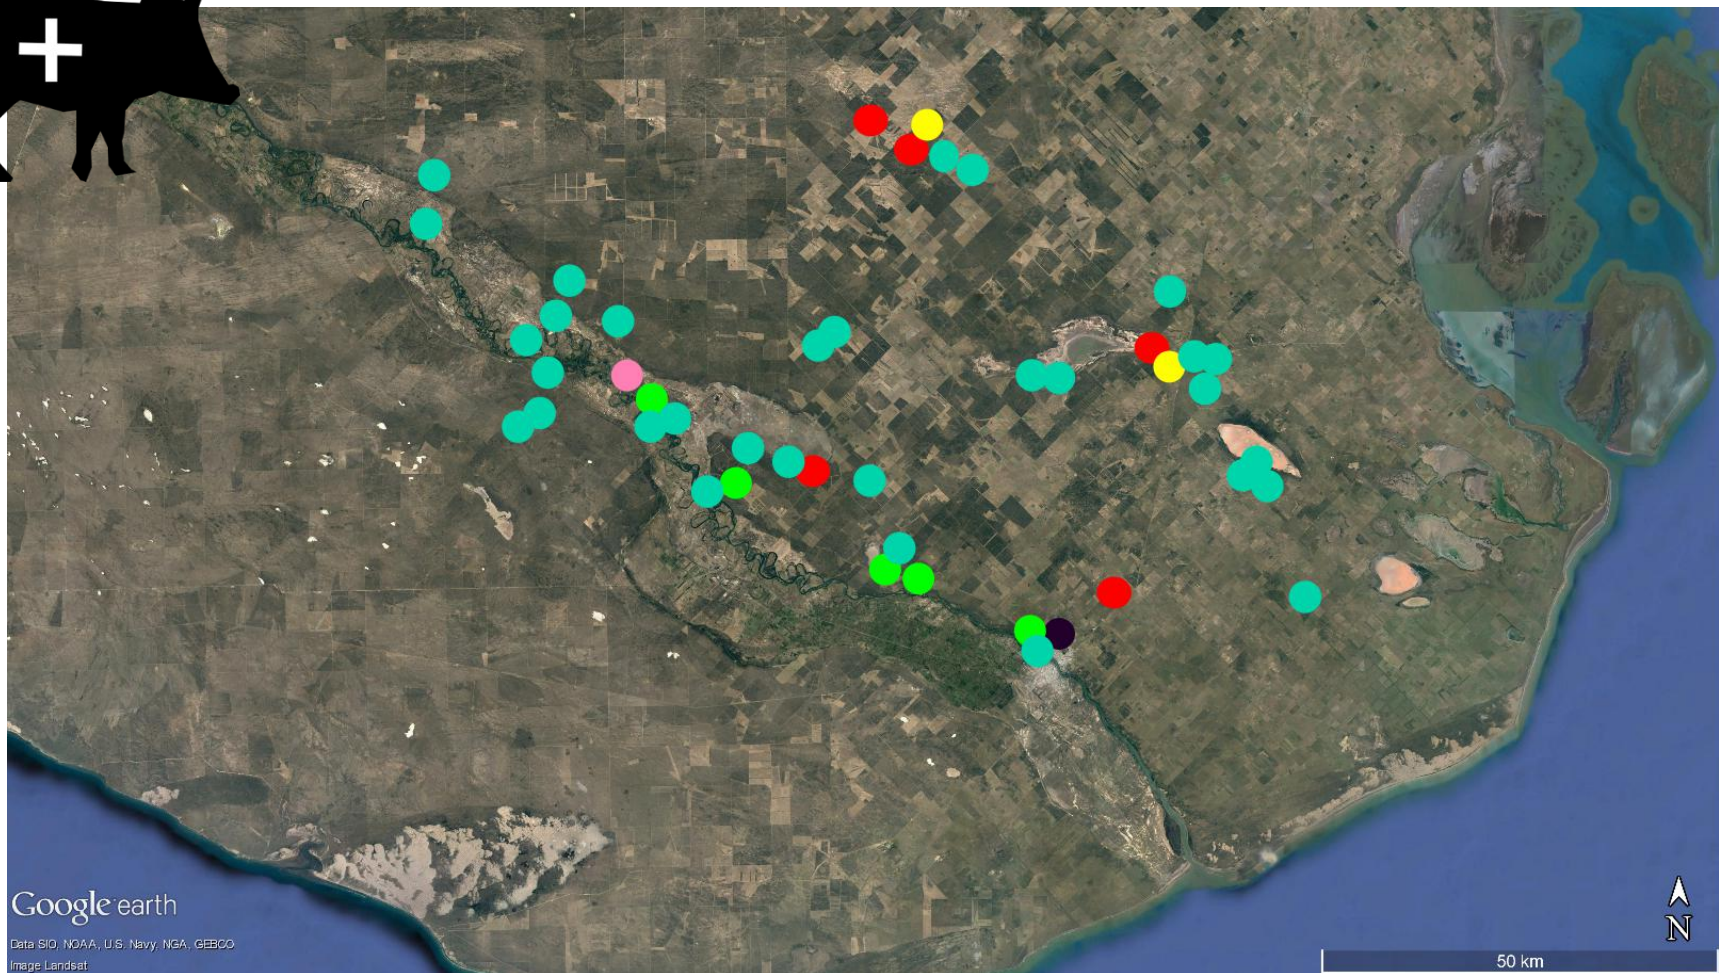 +
Google earth
Data SIO, NOAA, U.S. Navy, NGA, GEBCO
Image Landsat
N
50 km